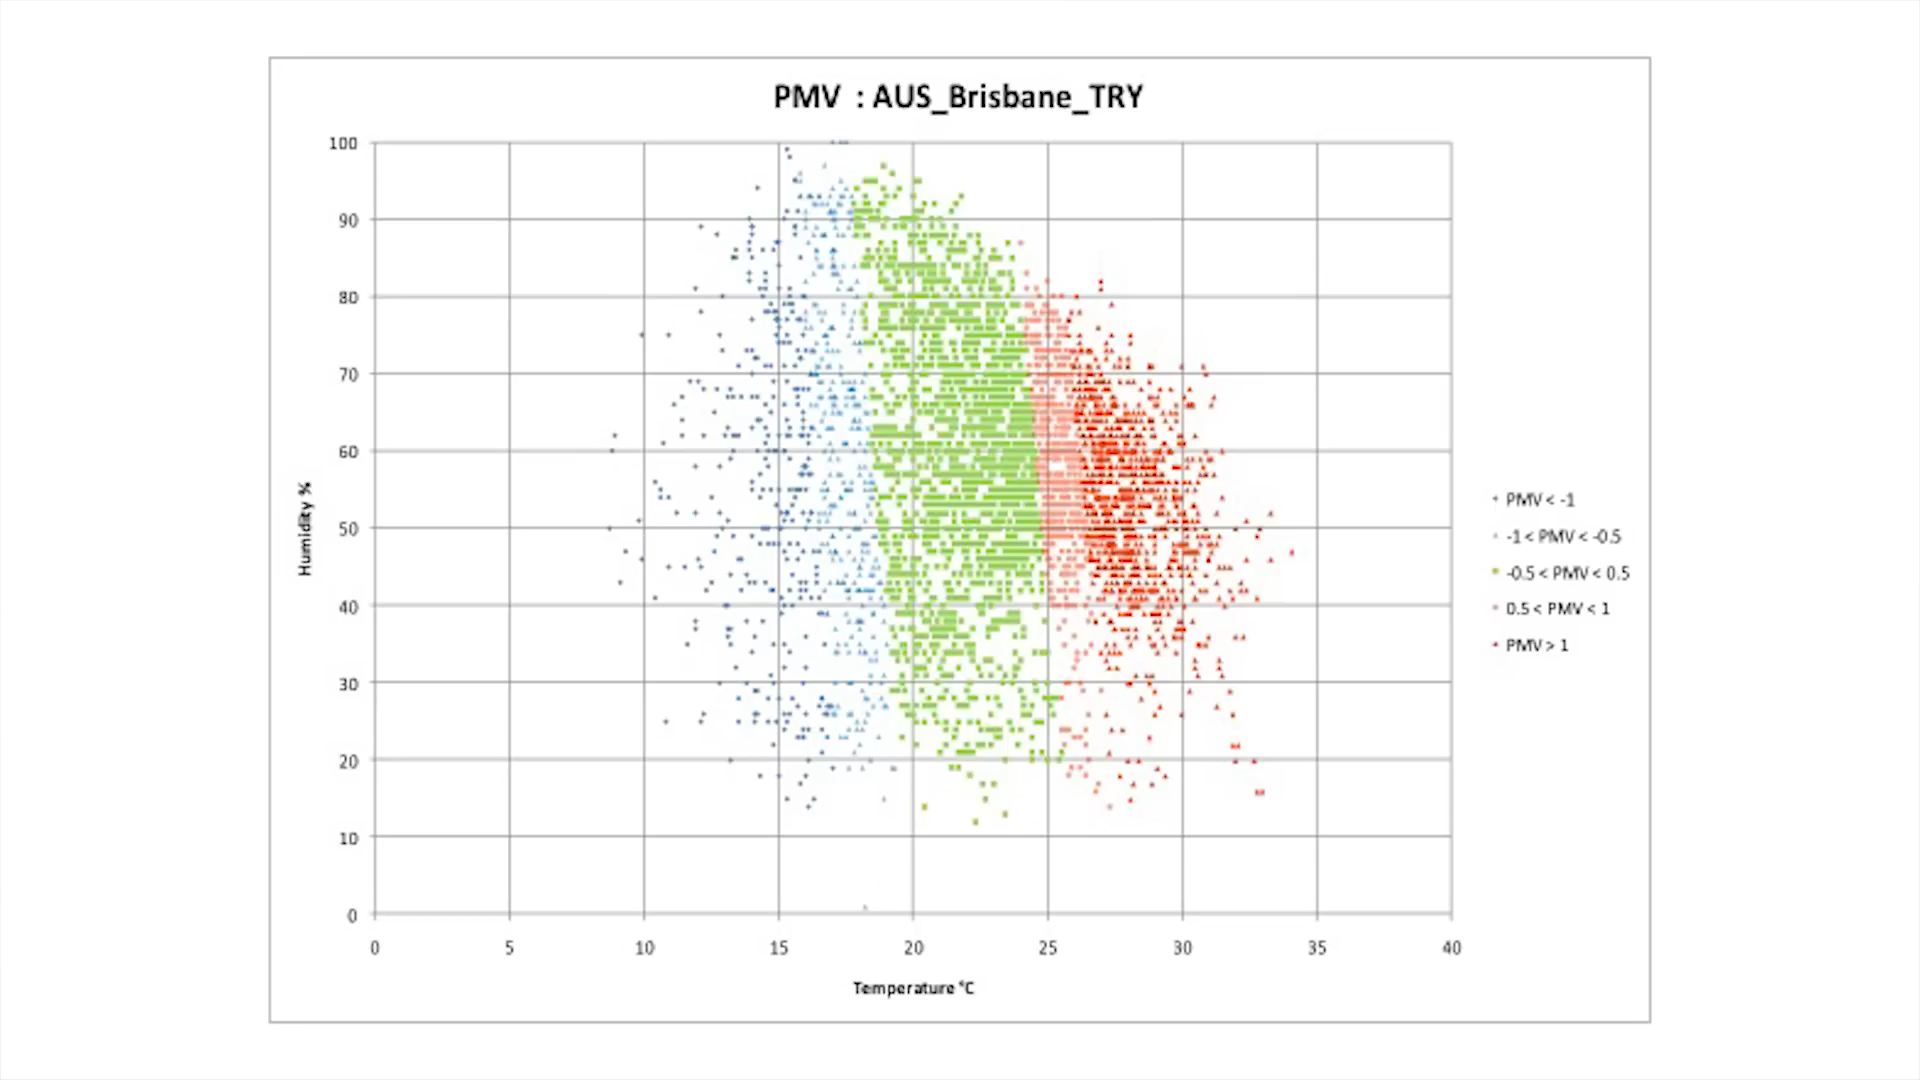 PMV : AUS_Brisbane_TRY
100
90
80
70
60
50
40
30
20
10
0
Humidity %
0 5 10 15 20 25 30 35 40
Temperature °C
PMV < -1
-1 < PMV < -0.5
-0.5 < PMV < 0.5
0.5 < PMV < 1
PMV > 1